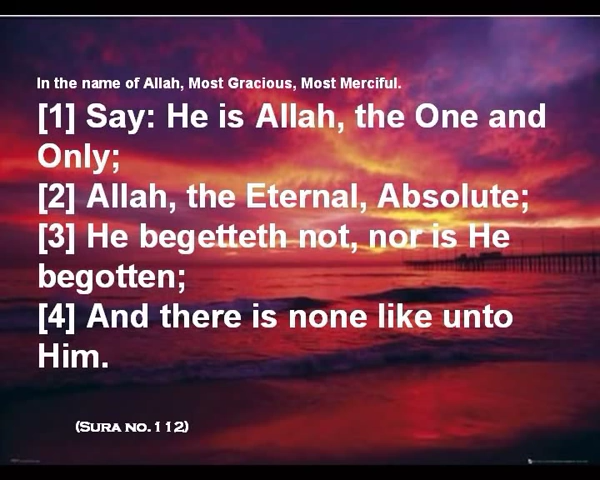 In the name of Allah, Most Gracious, Most Merciful.
[1] Say: He is Allah, the One and
Only;
[2] Allah, the Eternal, Absolute;
[3] He begetteth not, nor is He
begotten;
[4] And there is none like unto
Him.
(Sura no.112)